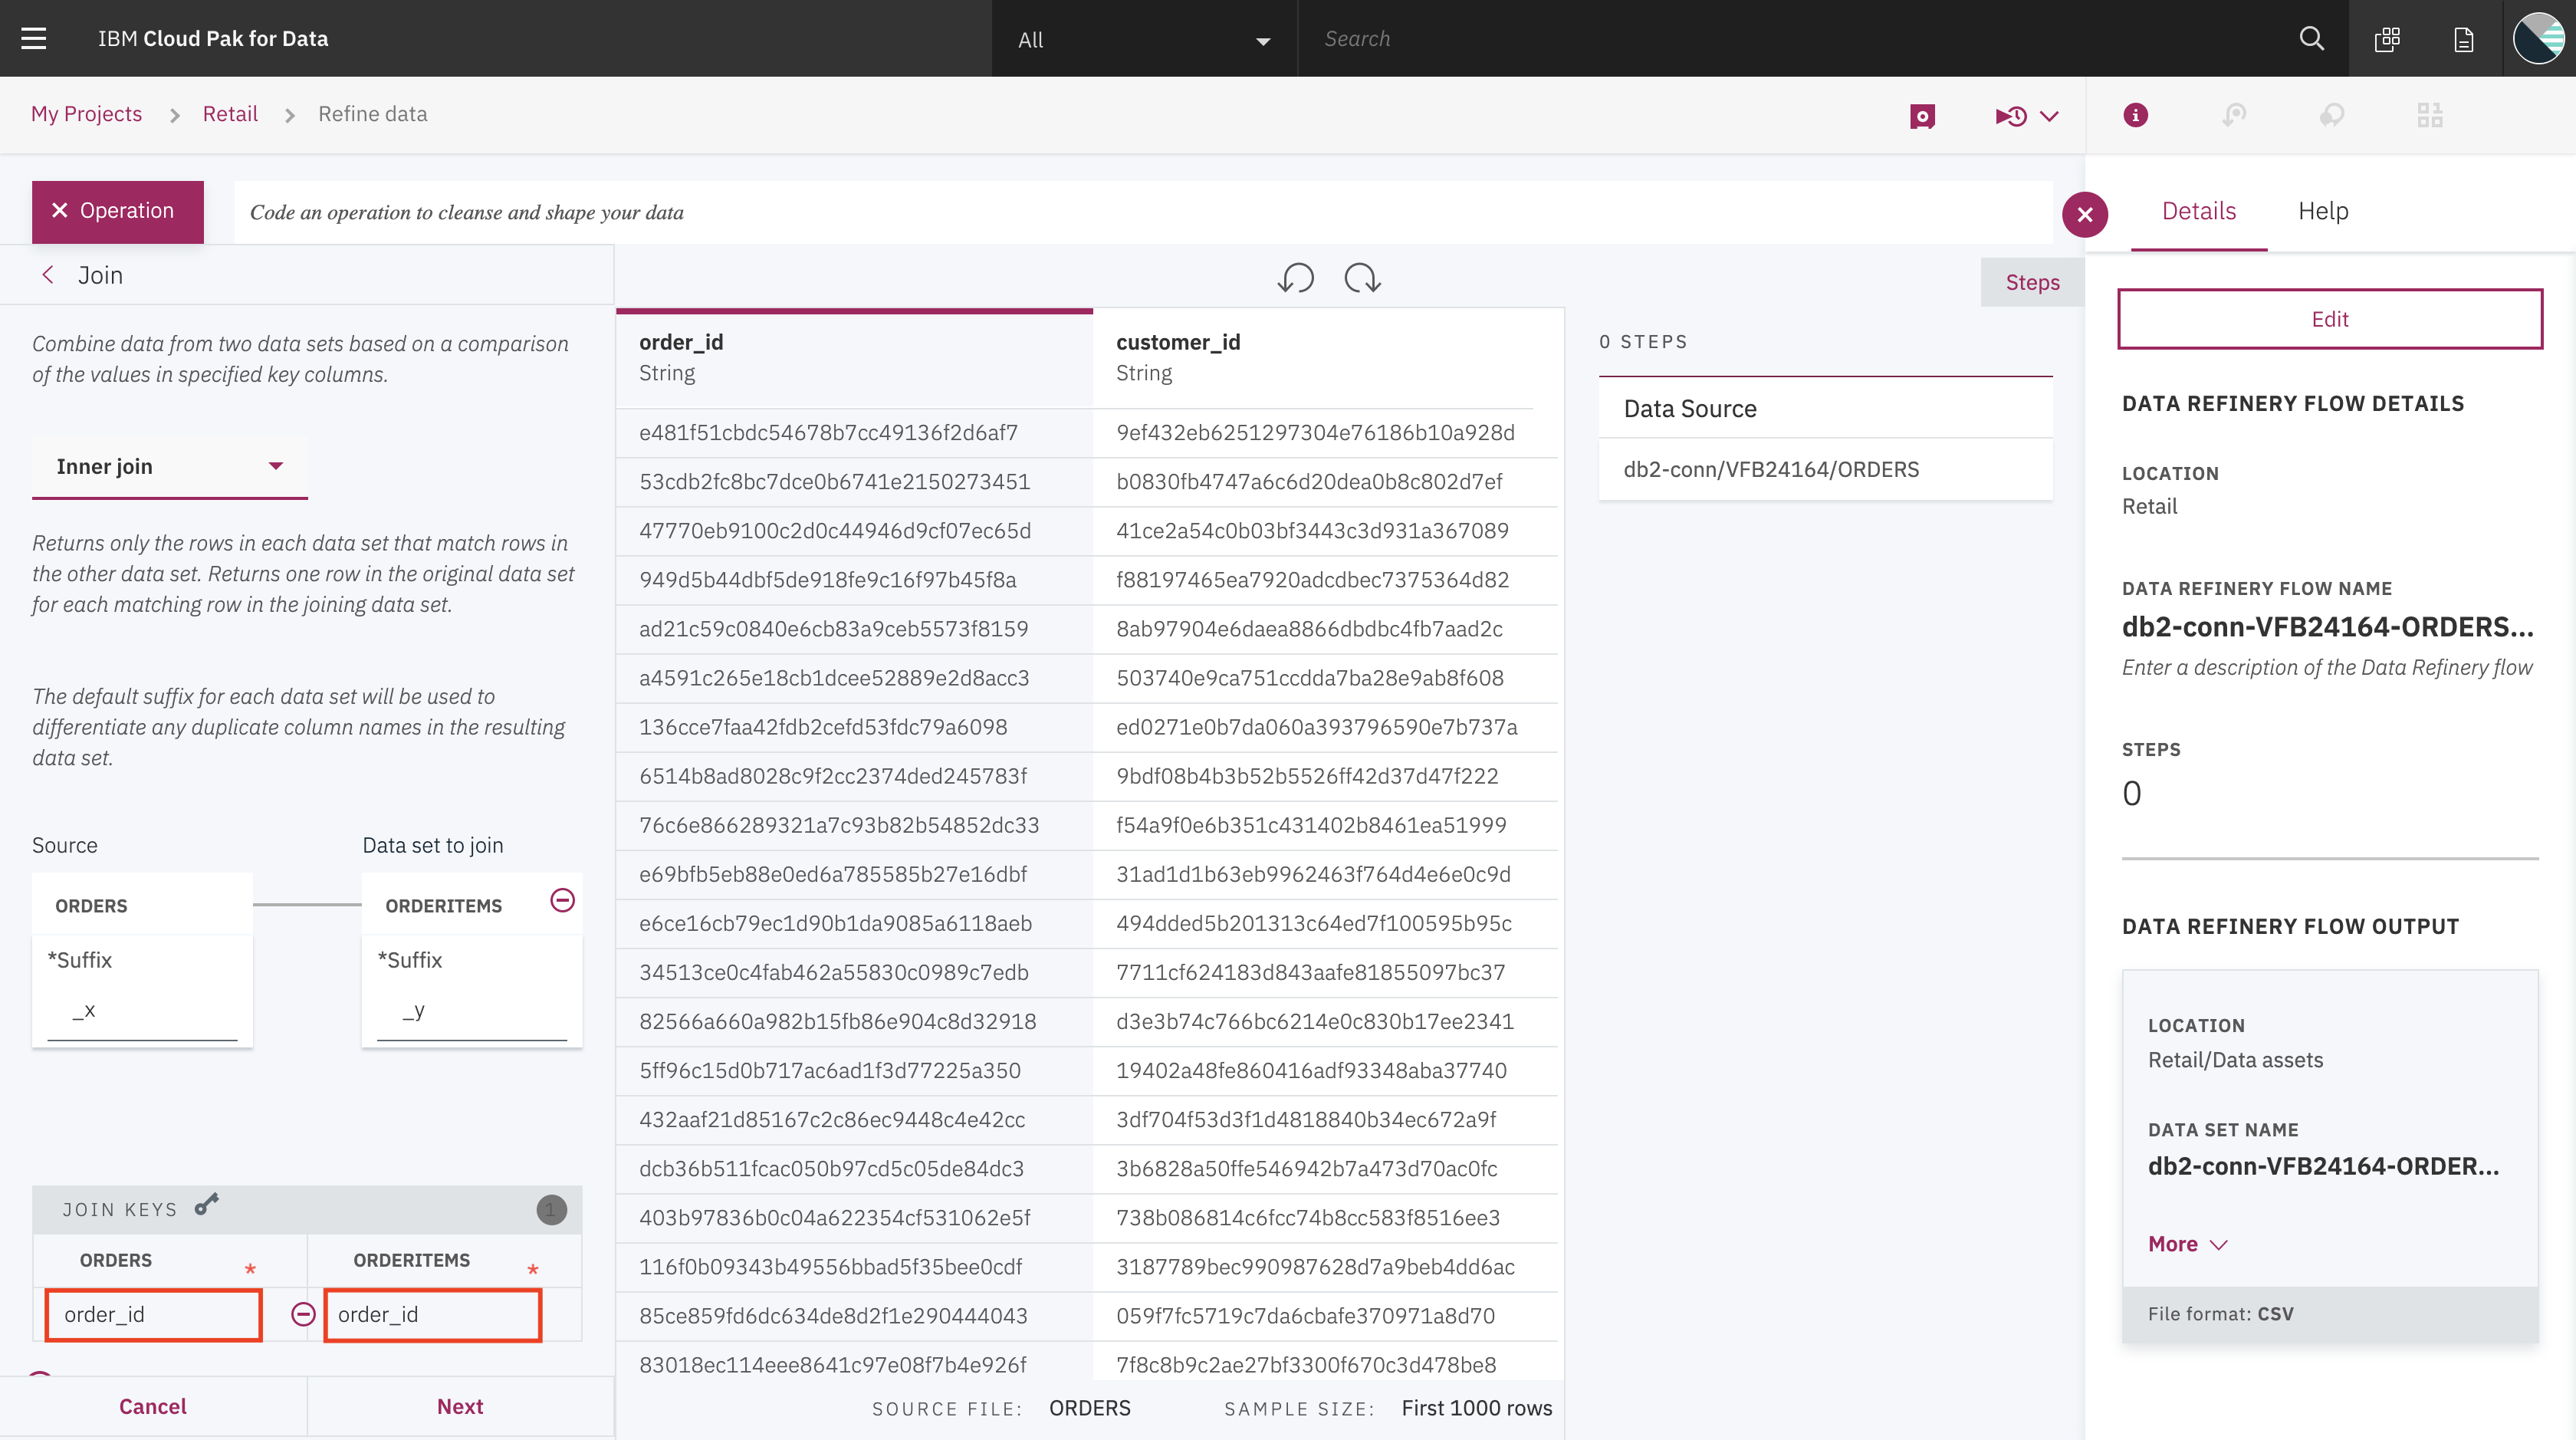 IBM Cloud Pak for Data
All
Search
My Projects > Retail > Refine data
Operation
Code an operation to cleanse and shape your data
Details
Help
Join
Steps
Combine data from two data sets based on a comparison
of the values in specified key columns.
Inner join
Returns only the rows in each data set that match rows in
the other data set. Returns one row in the original data set
for each matching row in the joining data set.
The default suffix for each data set will be used to
differentiate any duplicate column names in the resulting
data set.
Source
Data set to join
ORDERS
ORDERITEMS
*Suffix
*Suffix
_x
_y
JOIN KEYS
1
ORDERS *
ORDERITEMS *
order_id
order_id
Cancel
Next
order_id customer_id
String String
e481f51cbdc54678b7cc49136f2d6af7 9ef432eb6251297304e76186b10a928d
53cdb2fc8bc7dce0b6741e2150273451 b0830fb4747a6c6d20dea0b8c802d7ef
47770eb9100c2d0c44946d9cf07ec65d 41ce2a54c0b03bf3443c3d931a367089
949d5b44dbf5de918fe9c16f97b45f8a f88197465ea7920adcdbec7375364d82
ad21c59c0840e6cb83a9ceb5573f8159 8ab97904e6daea8866dbdbc4fb7aad2c
a4591c265e18cb1dcee52889e2d8acc3 503740e9ca751ccdda7ba28e9ab8f608
136cce7faa42fdb2cefd53fdc79a6098 ed0271e0b7da060a393796590e7b737a
6514b8ad8028c9f2cc2374ded245783f 9bdf08b4b3b52b5526ff42d37d47f222
76c6e866289321a7c93b82b54852dc33 f54a9f0e6b351c431402b8461ea51999
e69bfb5eb88e0ed6a785585b27e16dbf 31ad1d1b63eb9962463f764d4e6e0c9d
e6ce16cb79ec1d90b1da9085a6118aeb 494dded5b201313c64ed7f100595b95c
34513ce0c4fab462a55830c0989c7edb 7711cf624183d843aafe81855097bc37
82566a660a982b15fb86e904c8d32918 d3e3b74c766bc6214e0c830b17ee2341
5ff96c15d0b717ac6ad1f3d77225a350 19402a48fe860416adf93348aba37740
432aaf21d85167c2c86ec9448c4e42cc 3df704f53d3f1d4818840b34ec672a9f
dcb36b511fcac050b97cd5c05de84dc3 3b6828a50ffe546942b7a473d70ac0fc
403b97836b0c04a622354cf531062e5f 738b086814c6fcc74b8cc583f8516ee3
116f0b09343b49556bbad5f35bee0cdf 3187789bec990987628d7a9beb4dd6ac
85ce859fd6dc634de8d2f1e290444043 059f7fc5719c7da6cbafe370971a8d70
83018ec114eee8641c97e08f7b4e926f 7f8c8b9c2ae27bf3300f670c3d478be8
SOURCE FILE: ORDERS SAMPLE SIZE: First 1000 rows
0 STEPS
Data Source
db2-conn/VFB24164/ORDERS
Edit
DATA REFINERY FLOW DETAILS
LOCATION
Retail
DATA REFINERY FLOW NAME
db2-conn-VFB24164-ORDERS...
Enter a description of the Data Refinery flow
STEPS
0
DATA REFINERY FLOW OUTPUT
LOCATION
Retail/Data assets
DATA SET NAME
db2-conn-VFB24164-ORDER...
More
File format: CSV